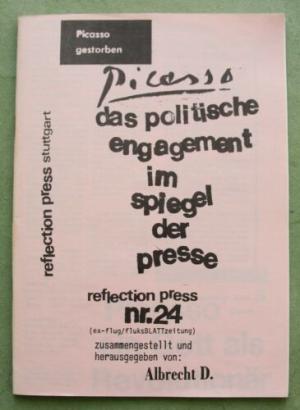 Picasso
gestorben
Picasso
das politische
engagement
im
spiegel
der
presse
reflection press stuttgart
reflection press
nr.24
(ex-flug/fluksBLATTzeitung)
zusammengestellt und
herausgegeben von:
Albrecht D.